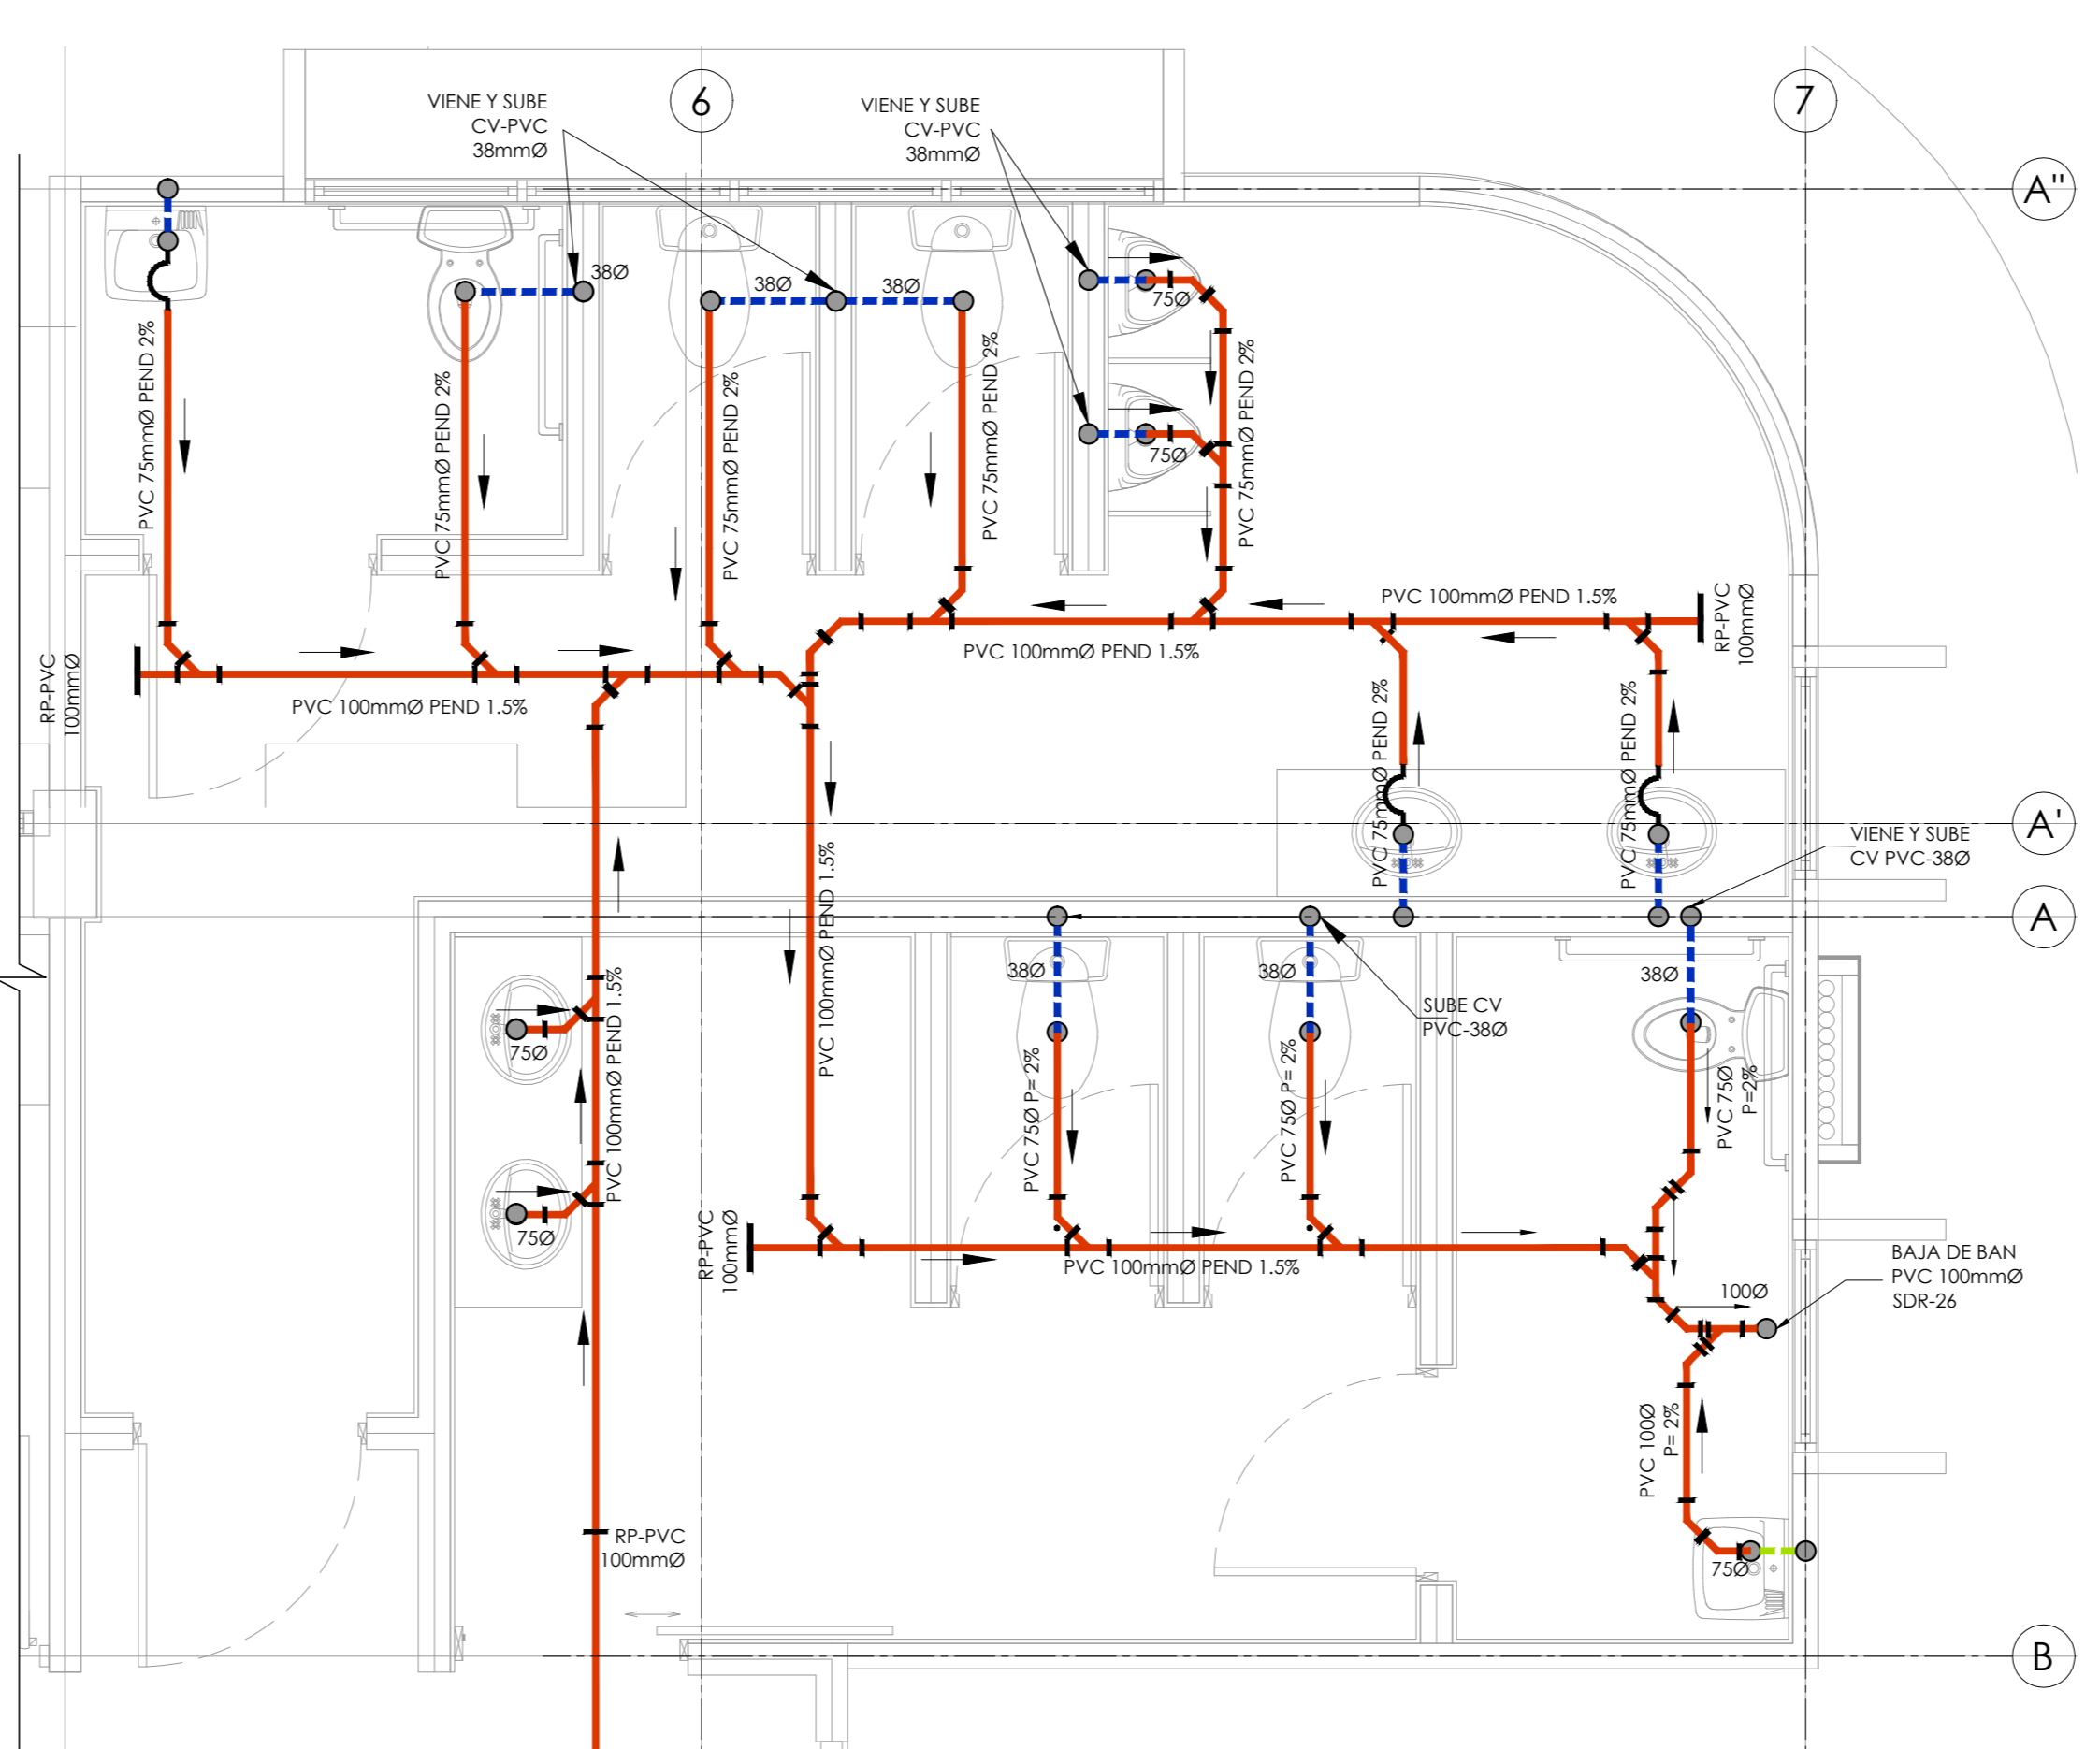 VIENE Y SUBE
CV-PVC
38mmØ
6
VIENE Y SUBE
CV-PVC
38mmØ
7
A"
38Ø
38Ø
38Ø
75Ø
75Ø
PVC 75mmØ PEND 2%
PVC 75mmØ PEND 2%
PVC 75mmØ PEND 2%
PVC 75mmØ PEND 2%
PVC 75mmØ PEND 2%
PVC 100mmØ PEND 1.5%
RP-PVC
100mmØ
PVC 100mmØ PEND 1.5%
RP-PVC
100mmØ
PVC 100mmØ PEND 1.5%
PVC 75mmØ PEND 2%
PVC 75mmØ PEND 2%
A'
VIENE Y SUBE
CV PVC-38Ø
A
PVC 100mmØ PEND 1.5%
38Ø
38Ø
38Ø
SUBE CV
PVC-38Ø
75Ø
PVC 100mmØ PEND 1.5%
PVC 75Ø P= 2%
PVC 75Ø P= 2%
PVC 75Ø
P=2%
75Ø
RP-PVC
100mmØ
PVC 100mmØ PEND 1.5%
BAJA DE BAN
PVC 100mmØ
SDR-26
100Ø
PVC 100Ø
P= 2%
RP-PVC
100mmØ
75Ø
B